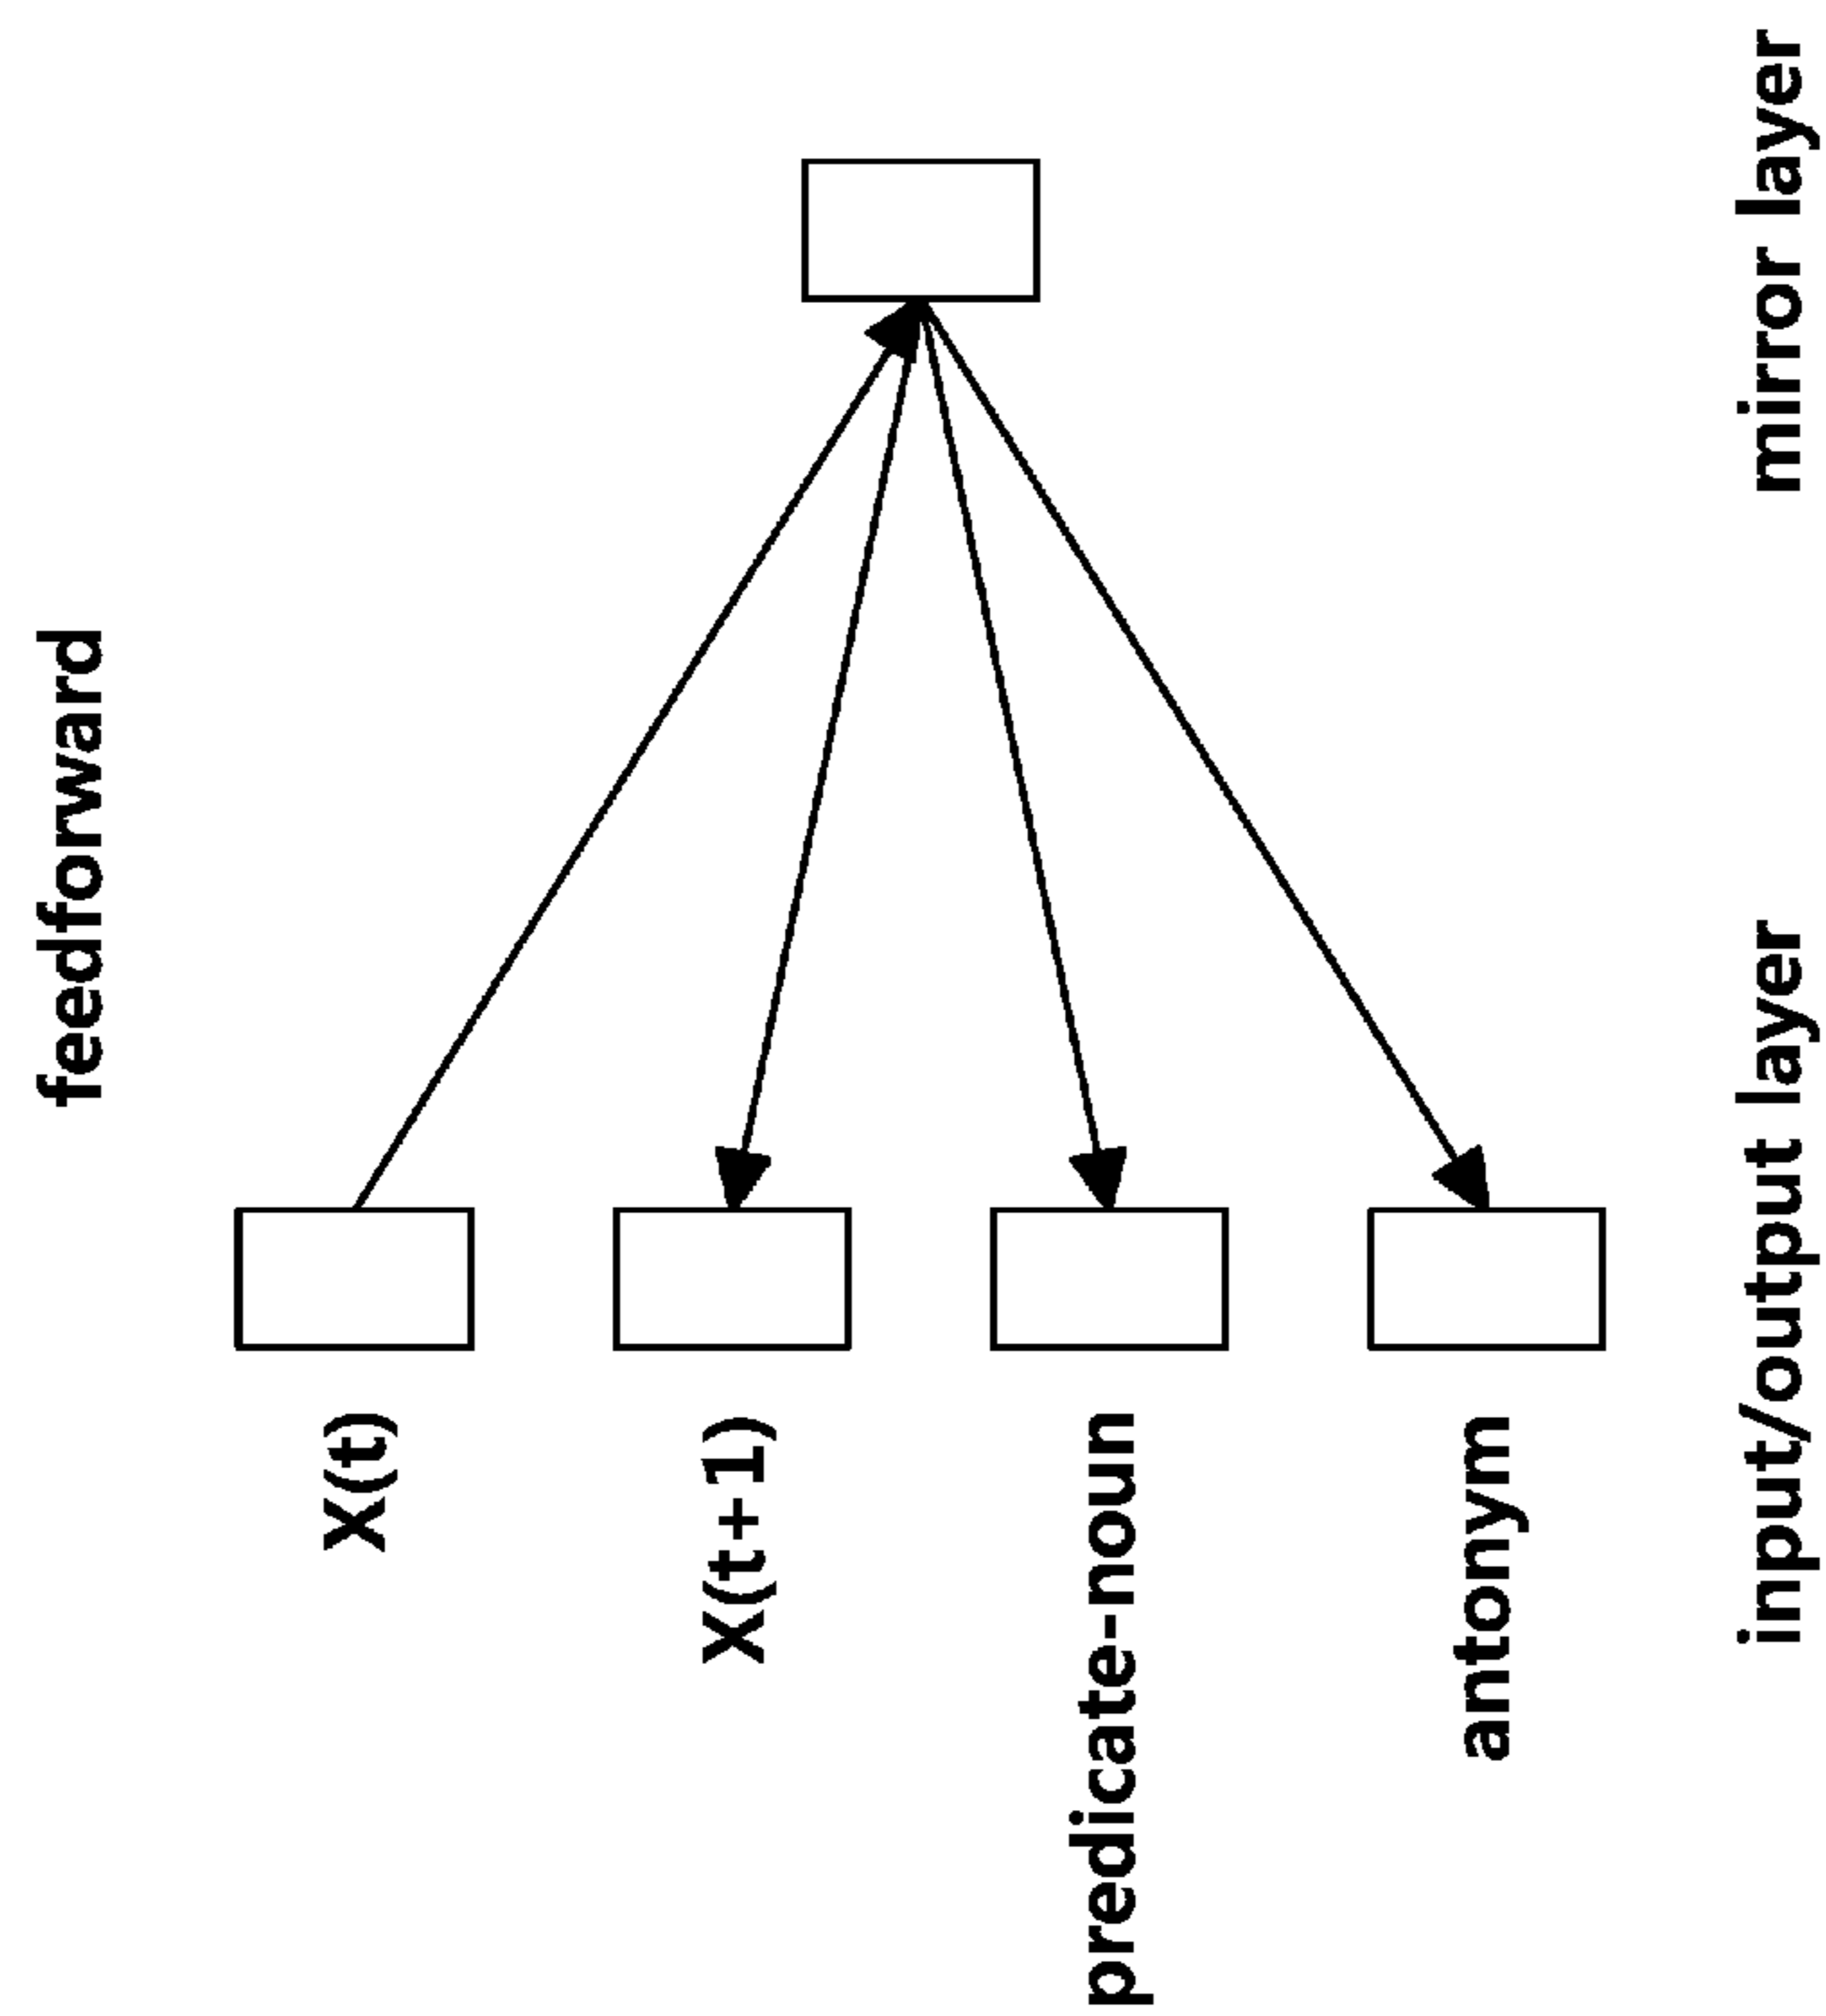 feedforward
X(t)
X(t+1)
predicate-noun
antonym
input/output layer
mirror layer